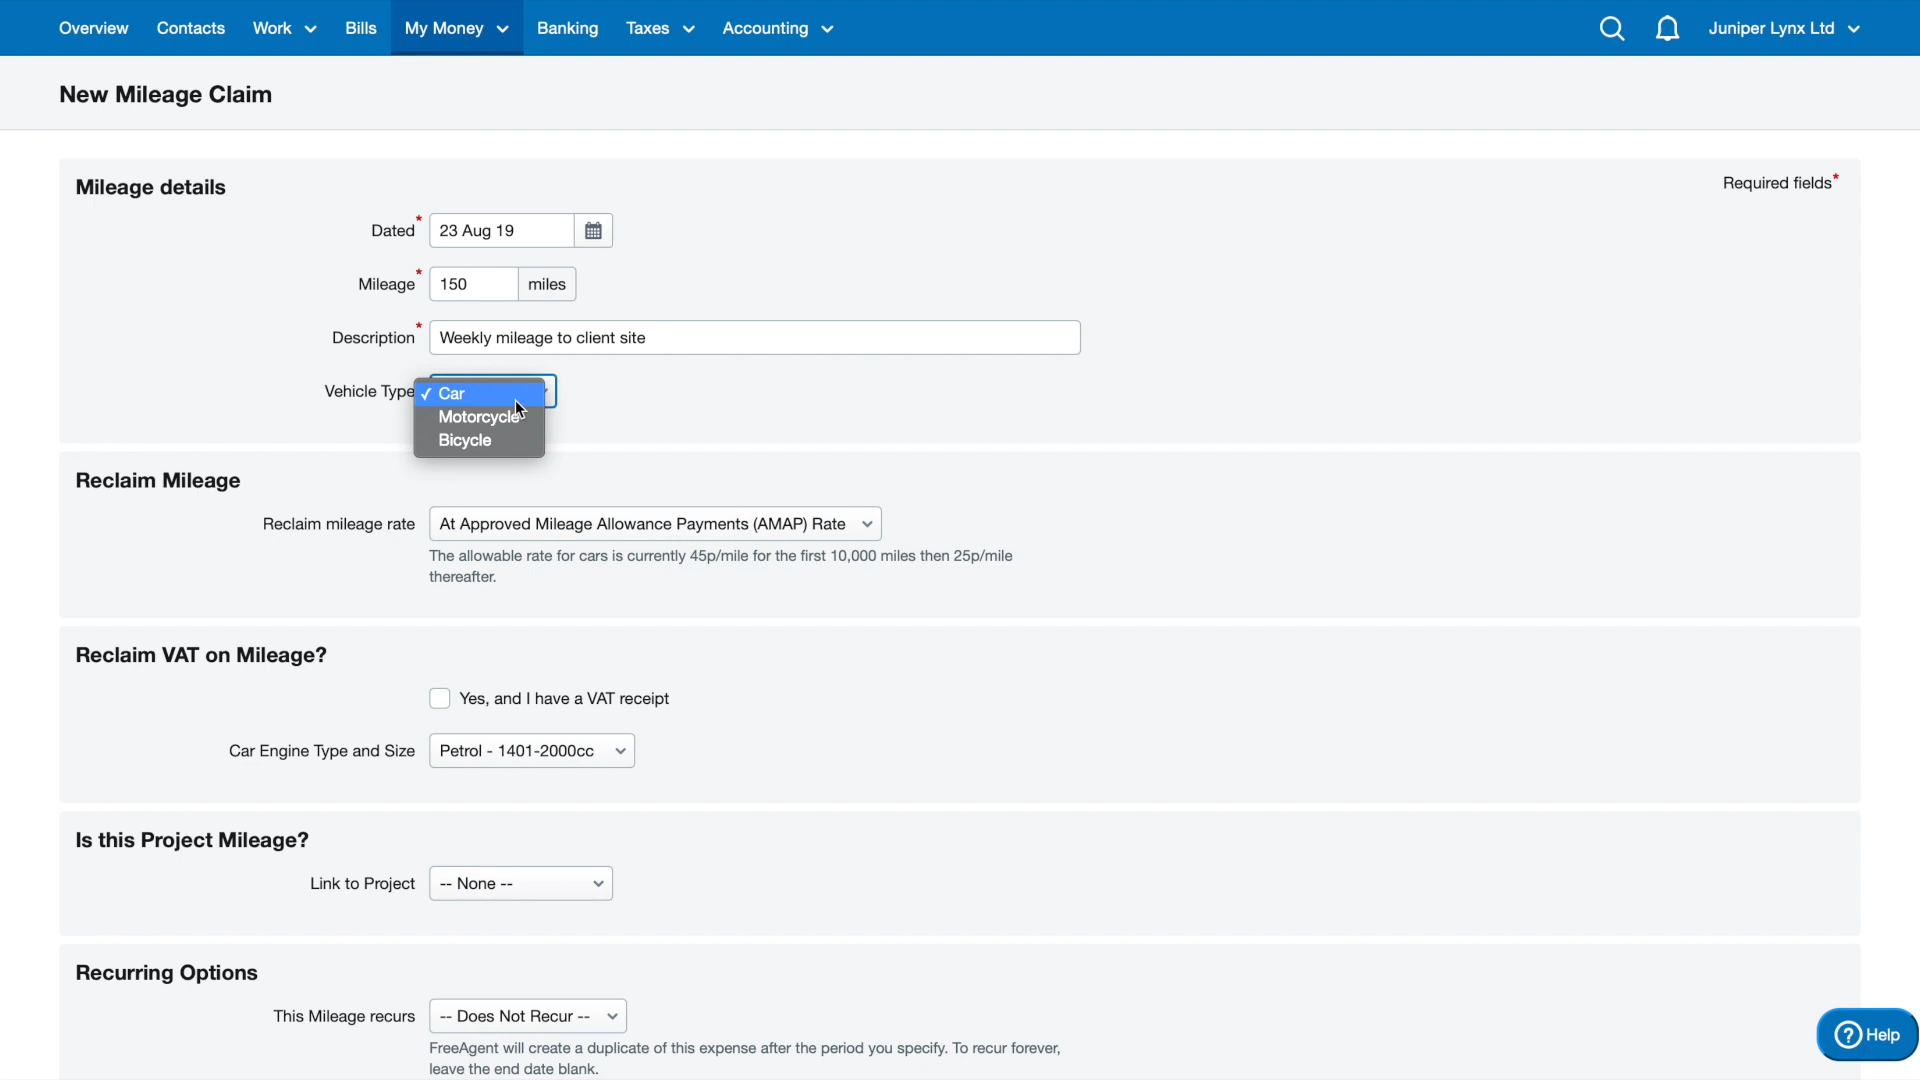 Overview Contacts Work Bills My Money Banking Taxes Accounting Juniper Lynx Ltd
New Mileage Claim
Mileage details
Required fields*
Dated* 23 Aug 19
Mileage* 150 miles
Description* Weekly mileage to client site
Vehicle Type ✓ Car
Motorcycle
Bicycle
Reclaim Mileage
Reclaim mileage rate At Approved Mileage Allowance Payments (AMAP) Rate
The allowable rate for cars is currently 45p/mile for the first 10,000 miles then 25p/mile
thereafter.
Reclaim VAT on Mileage?
Yes, and I have a VAT receipt
Car Engine Type and Size Petrol - 1401-2000cc
Is this Project Mileage?
Link to Project -- None --
Recurring Options
This Mileage recurs -- Does Not Recur --
FreeAgent will create a duplicate of this expense after the period you specify. To recur forever,
leave the end date blank.
? Help